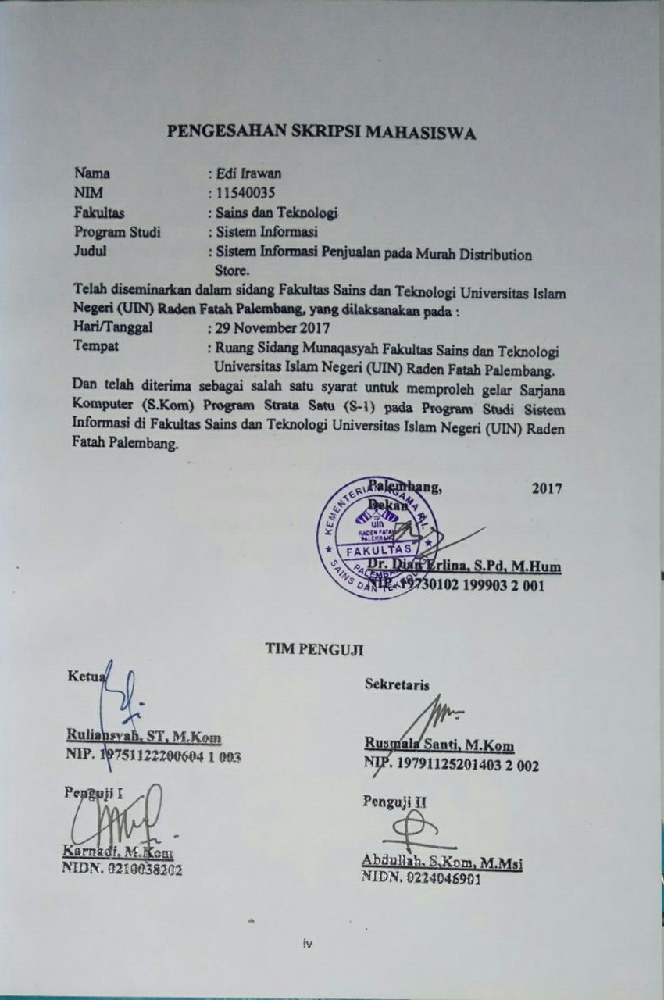 PENGESAHAN SKRIPSI MAHASISWA
Nama : Edi Irawan
NIM : 11540035
Fakultas : Sains dan Teknologi
Program Studi : Sistem Informasi
Judul : Sistem Informasi Penjualan pada Murah Distribution
Store.
Telah diseminarkan dalam sidang Fakultas Sains dan Teknologi Universitas Islam
Negeri (UIN) Raden Fatah Palembang, yang dilaksanakan pada :
Hari/Tanggal : 29 November 2017
Tempat : Ruang Sidang Munaqasyah Fakultas Sains dan Teknologi
Universitas Islam Negeri (UIN) Raden Fatah Palembang.
Dan telah diterima sebagai salah satu syarat untuk memproleh gelar Sarjana
Komputer (S.Kom) Program Strata Satu (S-1) pada Program Studi Sistem
Informasi di Fakultas Sains dan Teknologi Universitas Islam Negeri (UIN) Raden
Fatah Palembang.
Palembang, 2017
Dekan
KEMENTERIAN AGAMA R.I.
uin
RADEN FATAH
PALEMBANG
FAKULTAS
PALEMBANG
SAINS DAN TEKNOLOGI
Dr. Dian Erlina, S.Pd, M.Hum
NIP. 19730102 199903 2 001
TIM PENGUJI
Ketua
Ruliansyah, ST, M.Kom
NIP. 19751122200604 1 003
Sekretaris
Rusmala Santi, M.Kom
NIP. 19791125201403 2 002
Penguji I
Karnadi, M.Kom
NIDN. 0210038202
Penguji II
Abdullah, S,Kom, M.Msi
NIDN. 0224046901
iv